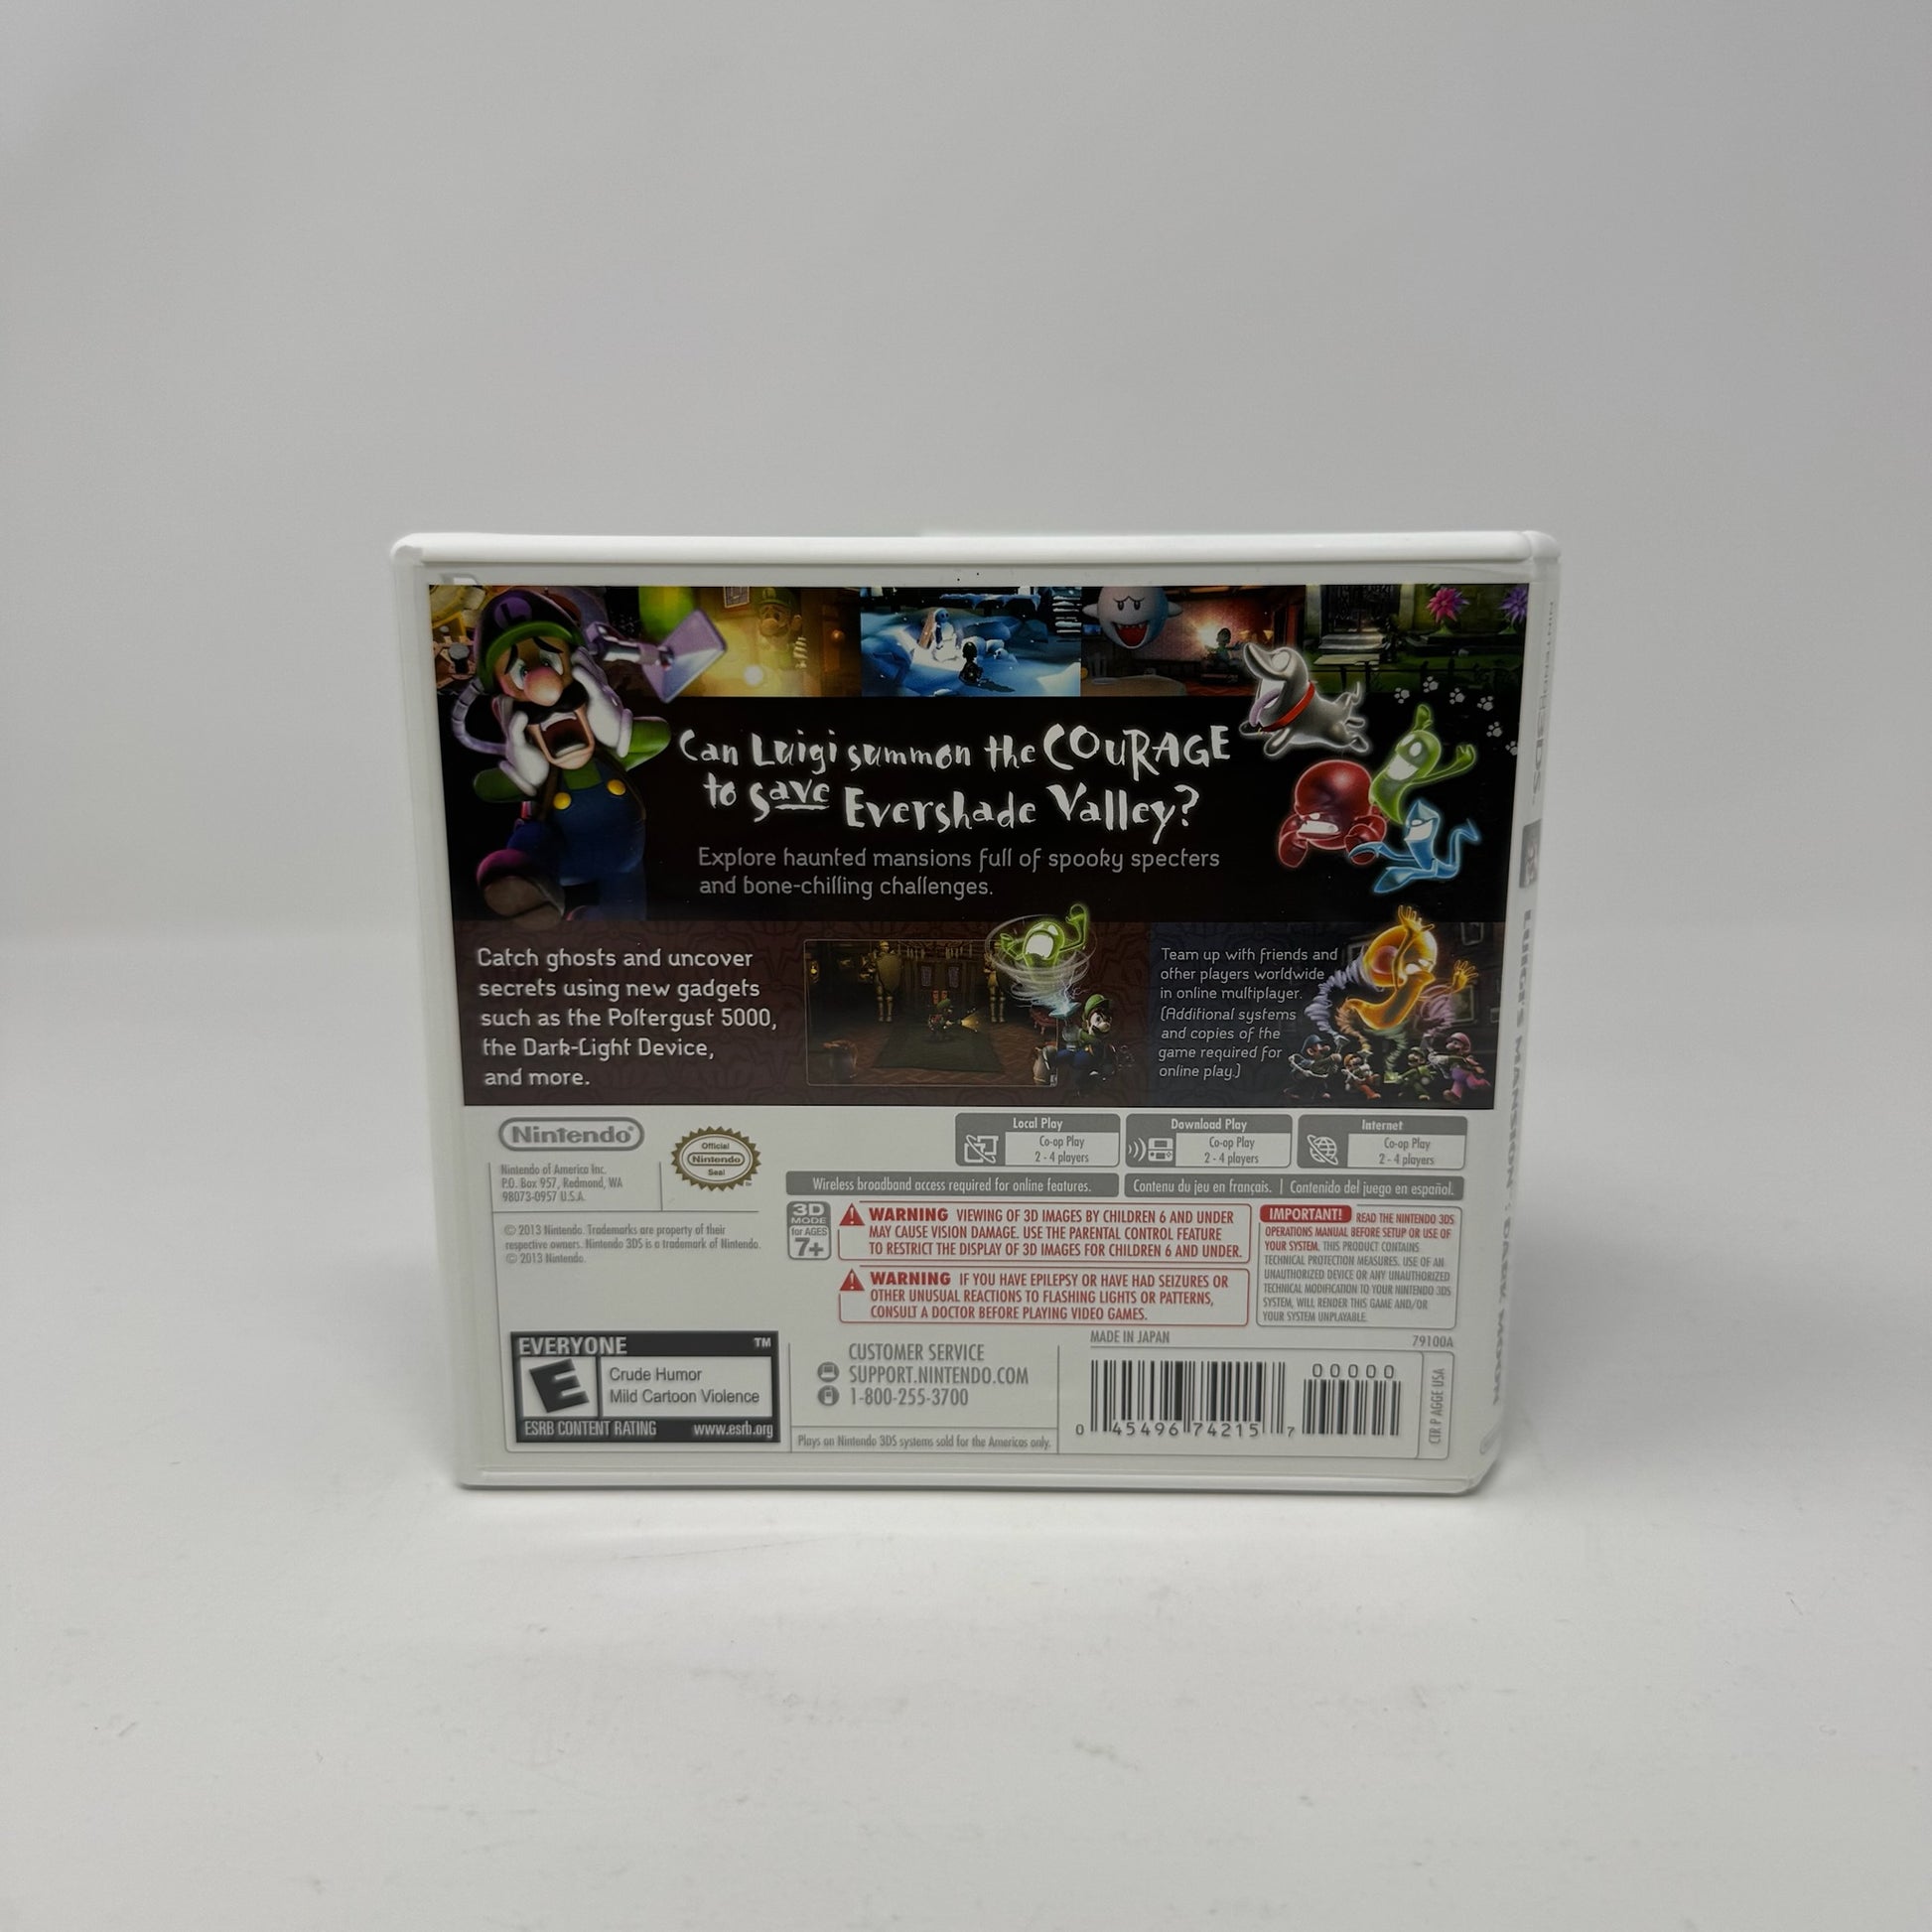 Can Luigi summon the COURAGE
to save Evershade Valley?
Explore haunted mansions full of spooky specters
and bone-chilling challenges.
Catch ghosts and uncover
secrets using new gadgets
such as the Poltergust 5000,
the Dark-Light Device,
and more.
Team up with friends and
other players worldwide
in online multiplayer.
(Additional systems
and copies of the
game required for
online play.)
Nintendo
Official
Nintendo
Seal
Nintendo of America Inc.
P.O. Box 957, Redmond, WA
98073-0957 U.S.A.
© 2013 Nintendo. Trademarks are property of their
respective owners. Nintendo 3DS is a trademark of Nintendo.
© 2013 Nintendo.
Local Play
Co-op Play
2 - 4 players
Download Play
Co-op Play
2 - 4 players
Internet
Co-op Play
2 - 4 players
Wireless broadband access required for online features.
Contenu du jeu en français. | Contenido del juego en español.
3D
MODE
for AGES
7+
WARNING VIEWING OF 3D IMAGES BY CHILDREN 6 AND UNDER
MAY CAUSE VISION DAMAGE. USE THE PARENTAL CONTROL FEATURE
TO RESTRICT THE DISPLAY OF 3D IMAGES FOR CHILDREN 6 AND UNDER.
WARNING IF YOU HAVE EPILEPSY OR HAVE HAD SEIZURES OR
OTHER UNUSUAL REACTIONS TO FLASHING LIGHTS OR PATTERNS,
CONSULT A DOCTOR BEFORE PLAYING VIDEO GAMES.
IMPORTANT! READ THE NINTENDO 3DS
OPERATIONS MANUAL BEFORE SETUP OR USE OF
YOUR SYSTEM. THIS PRODUCT CONTAINS
TECHNICAL PROTECTION MEASURES. USE OF AN
UNAUTHORIZED DEVICE OR ANY UNAUTHORIZED
TECHNICAL MODIFICATION TO YOUR NINTENDO 3DS
SYSTEM, WILL RENDER THIS GAME AND/OR
YOUR SYSTEM UNPLAYABLE.
EVERYONE TM
E
Crude Humor
Mild Cartoon Violence
ESRB CONTENT RATING www.esrb.org
CUSTOMER SERVICE
SUPPORT.NINTENDO.COM
1-800-255-3700
Plays on Nintendo 3DS systems sold for the Americas only.
MADE IN JAPAN
79100A
00000
0 45496 74215 7
CTR P AGGE USA
NINTENDO 3DS
LUIGI'S MANSION: DARK MOON